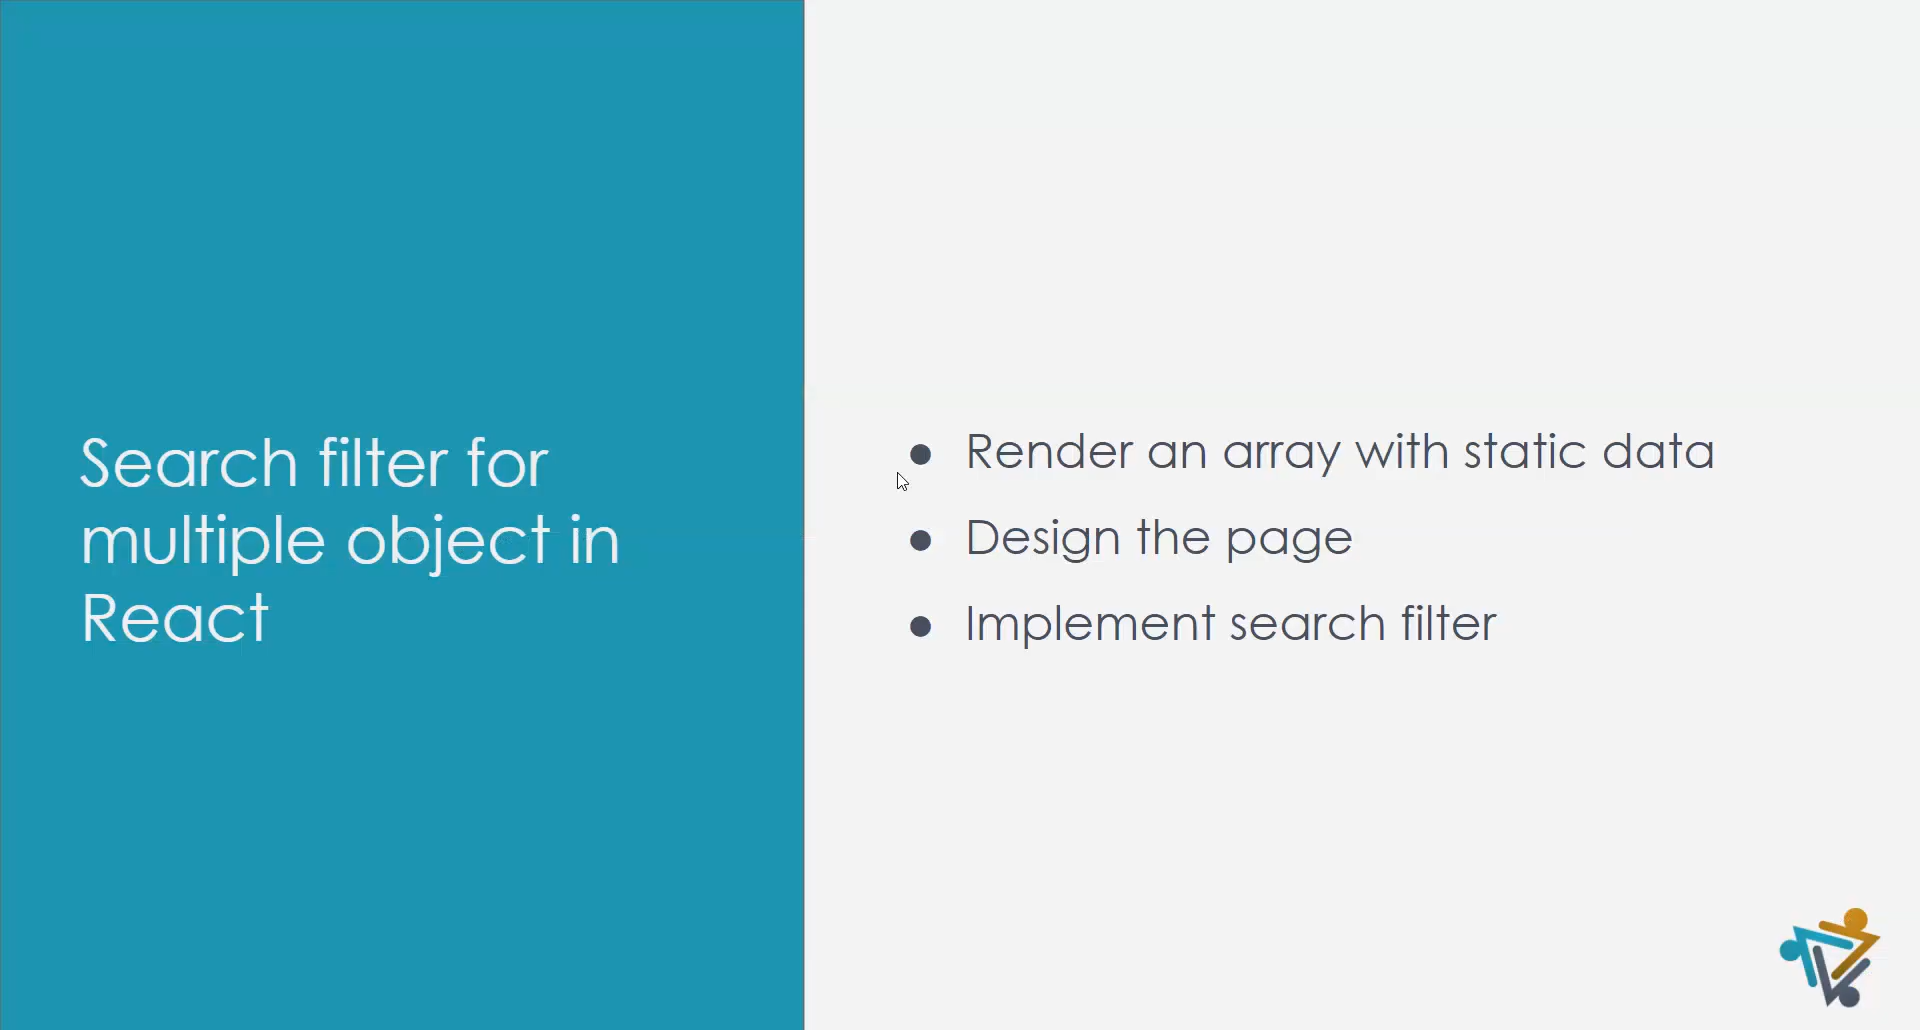 Search filter for
multiple object in
React
● Render an array with static data
● Design the page
● Implement search filter